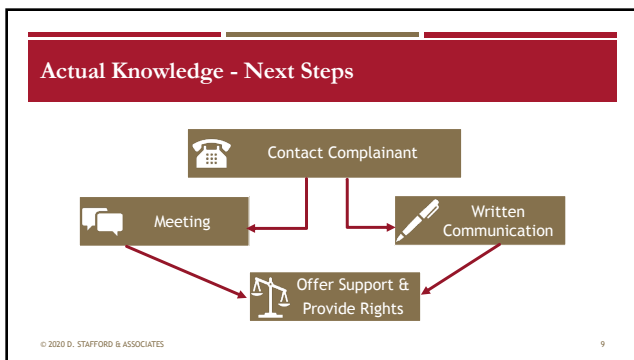 Actual Knowledge - Next Steps
Contact Complainant
Meeting
Written
Communication
Offer Support &
Provide Rights
© 2020 D. STAFFORD & ASSOCIATES
9